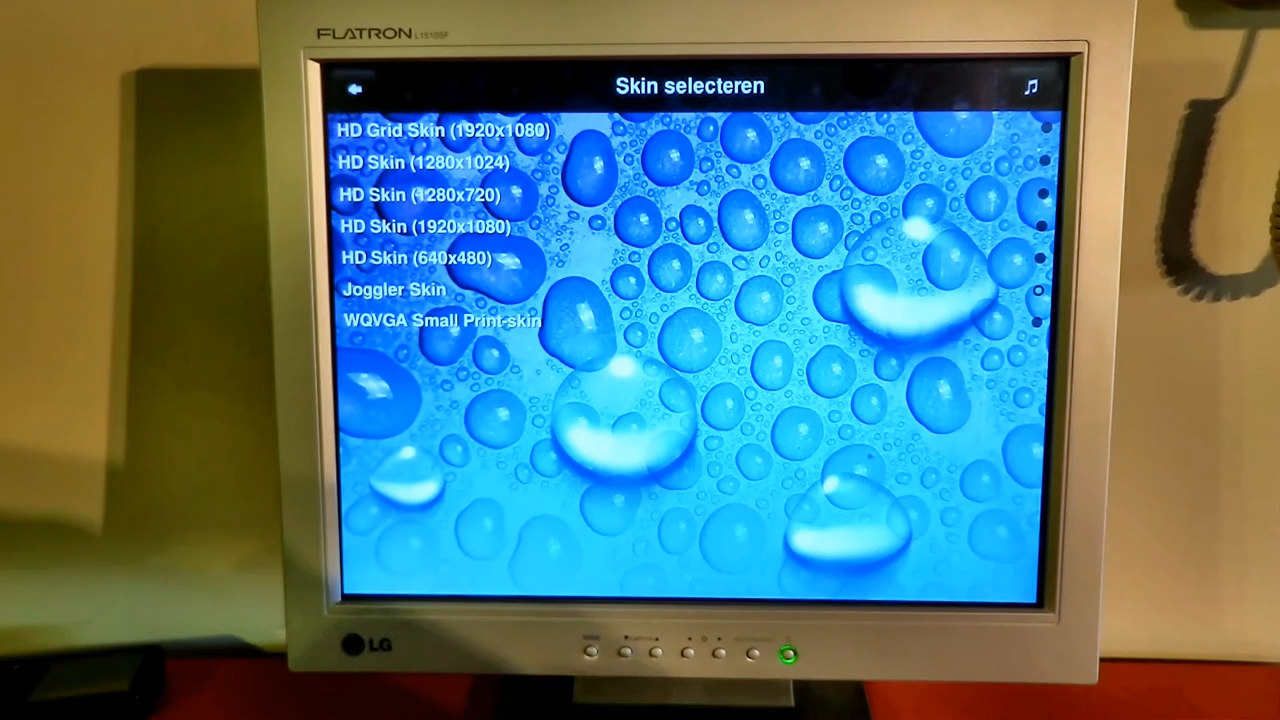 FLATRON L1510SF
Skin selecteren
HD Grid Skin (1920x1080)
HD Skin (1280x1024)
HD Skin (1280x720)
HD Skin (1920x1080)
HD Skin (640x480)
Joggler Skin
WQVGA Small Print-skin
LG